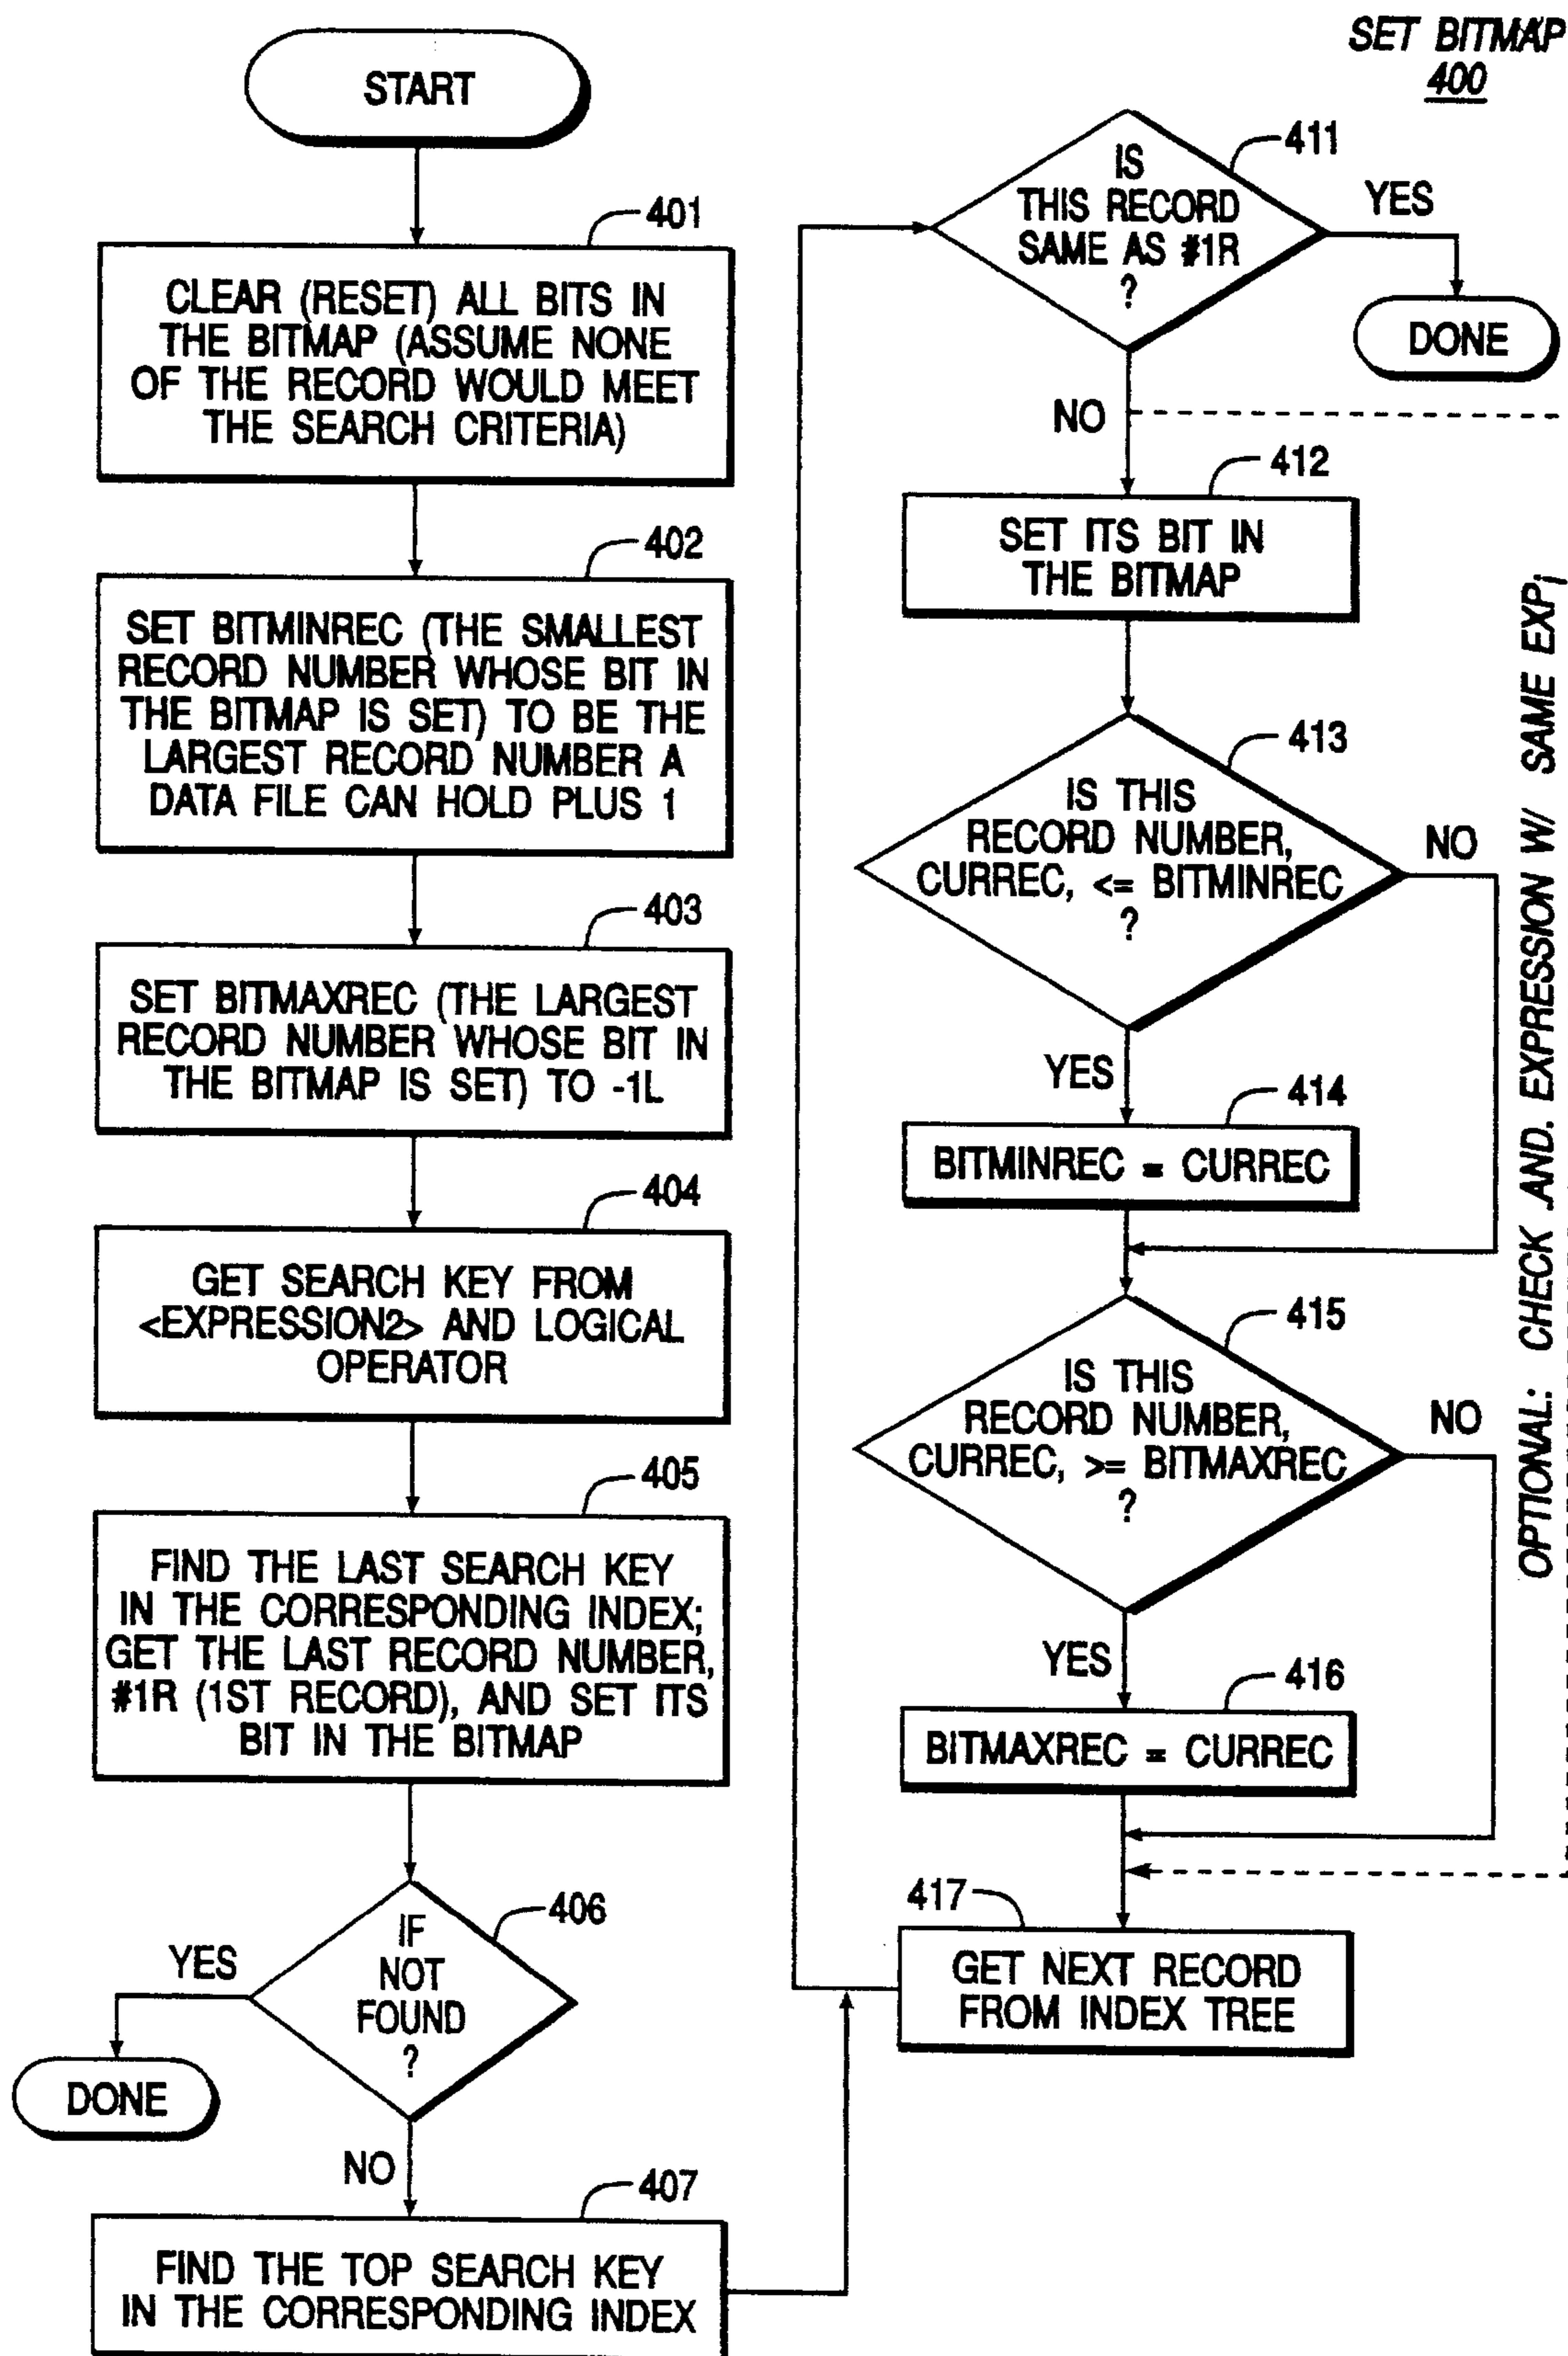 SET BITMAP
400
START
401
CLEAR (RESET) ALL BITS IN
THE BITMAP (ASSUME NONE
OF THE RECORD WOULD MEET
THE SEARCH CRITERIA)
402
SET BITMINREC (THE SMALLEST
RECORD NUMBER WHOSE BIT IN
THE BITMAP IS SET) TO BE THE
LARGEST RECORD NUMBER A
DATA FILE CAN HOLD PLUS 1
403
SET BITMAXREC (THE LARGEST
RECORD NUMBER WHOSE BIT IN
THE BITMAP IS SET) TO -1L
404
GET SEARCH KEY FROM
<EXPRESSION2> AND LOGICAL
OPERATOR
405
FIND THE LAST SEARCH KEY
IN THE CORRESPONDING INDEX;
GET THE LAST RECORD NUMBER,
#1R (1ST RECORD), AND SET ITS
BIT IN THE BITMAP
406
IF
NOT
FOUND
?
YES
DONE
NO
407
FIND THE TOP SEARCH KEY
IN THE CORRESPONDING INDEX
411
IS
THIS RECORD
SAME AS #1R
?
YES
DONE
NO
412
SET ITS BIT IN
THE BITMAP
413
IS THIS
RECORD NUMBER,
CURREC, <= BITMINREC
?
NO
YES
414
BITMINREC = CURREC
415
IS THIS
RECORD NUMBER,
CURREC, >= BITMAXREC
?
NO
YES
416
BITMAXREC = CURREC
417
GET NEXT RECORD
FROM INDEX TREE
OPTIONAL: CHECK .AND. EXPRESSION W/ SAME EXPi